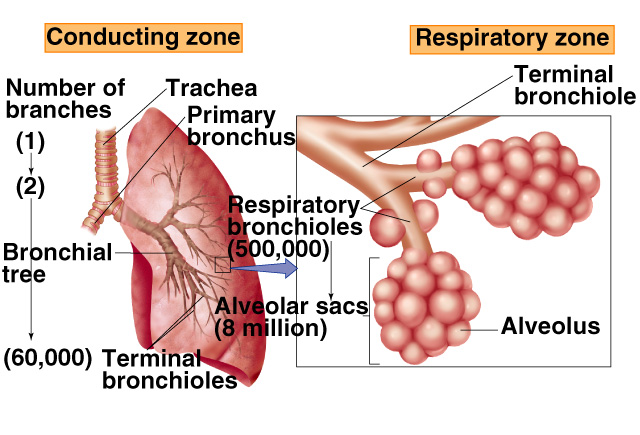 Conducting zone
Respiratory zone
Number of
branches
(1)
(2)
(60,000)
Trachea
Primary
bronchus
Bronchial
tree
Terminal
bronchioles
Respiratory
bronchioles
(500,000)
Alveolar sacs
(8 million)
Terminal
bronchiole
Alveolus